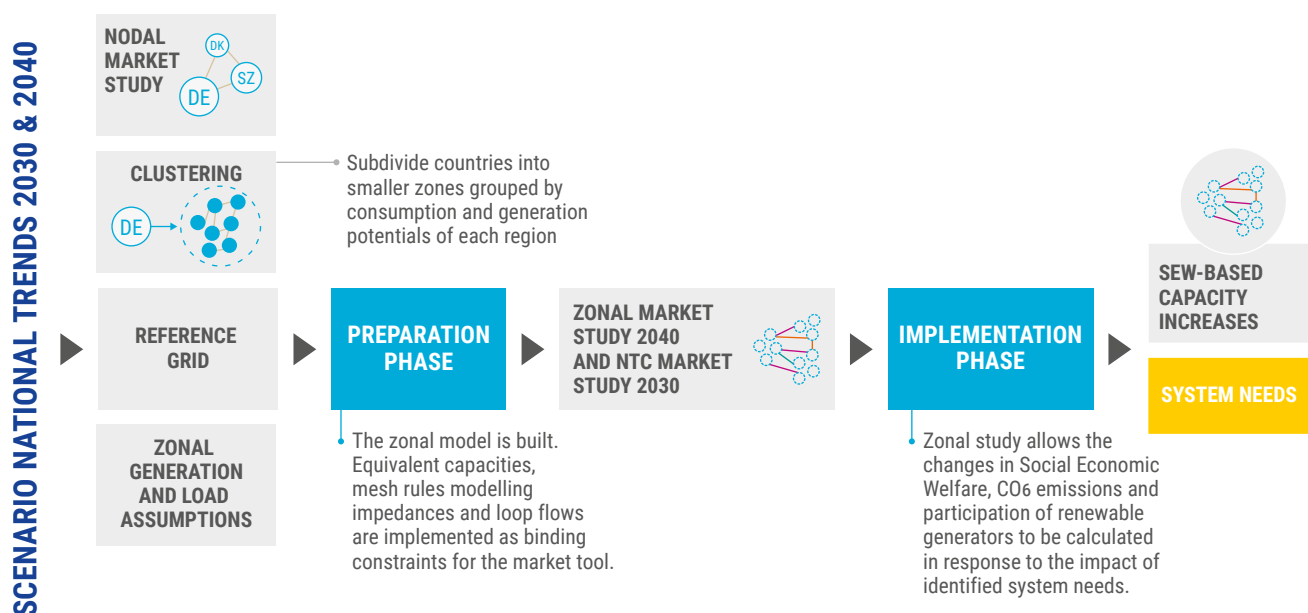 SCENARIO NATIONAL TRENDS 2030 & 2040
NODAL
MARKET
STUDY
DK
SZ
DE
CLUSTERING
DE
Subdivide countries into
smaller zones grouped by
consumption and generation
potentials of each region
REFERENCE
GRID
ZONAL
GENERATION
AND LOAD
ASSUMPTIONS
PREPARATION
PHASE
The zonal model is built.
Equivalent capacities,
mesh rules modelling
impedances and loop flows
are implemented as binding
constraints for the market tool.
ZONAL MARKET
STUDY 2040
AND NTC MARKET
STUDY 2030
IMPLEMENTATION
PHASE
Zonal study allows the
changes in Social Economic
Welfare, CO6 emissions and
participation of renewable
generators to be calculated
in response to the impact of
identified system needs.
SEW-BASED
CAPACITY
INCREASES
SYSTEM NEEDS